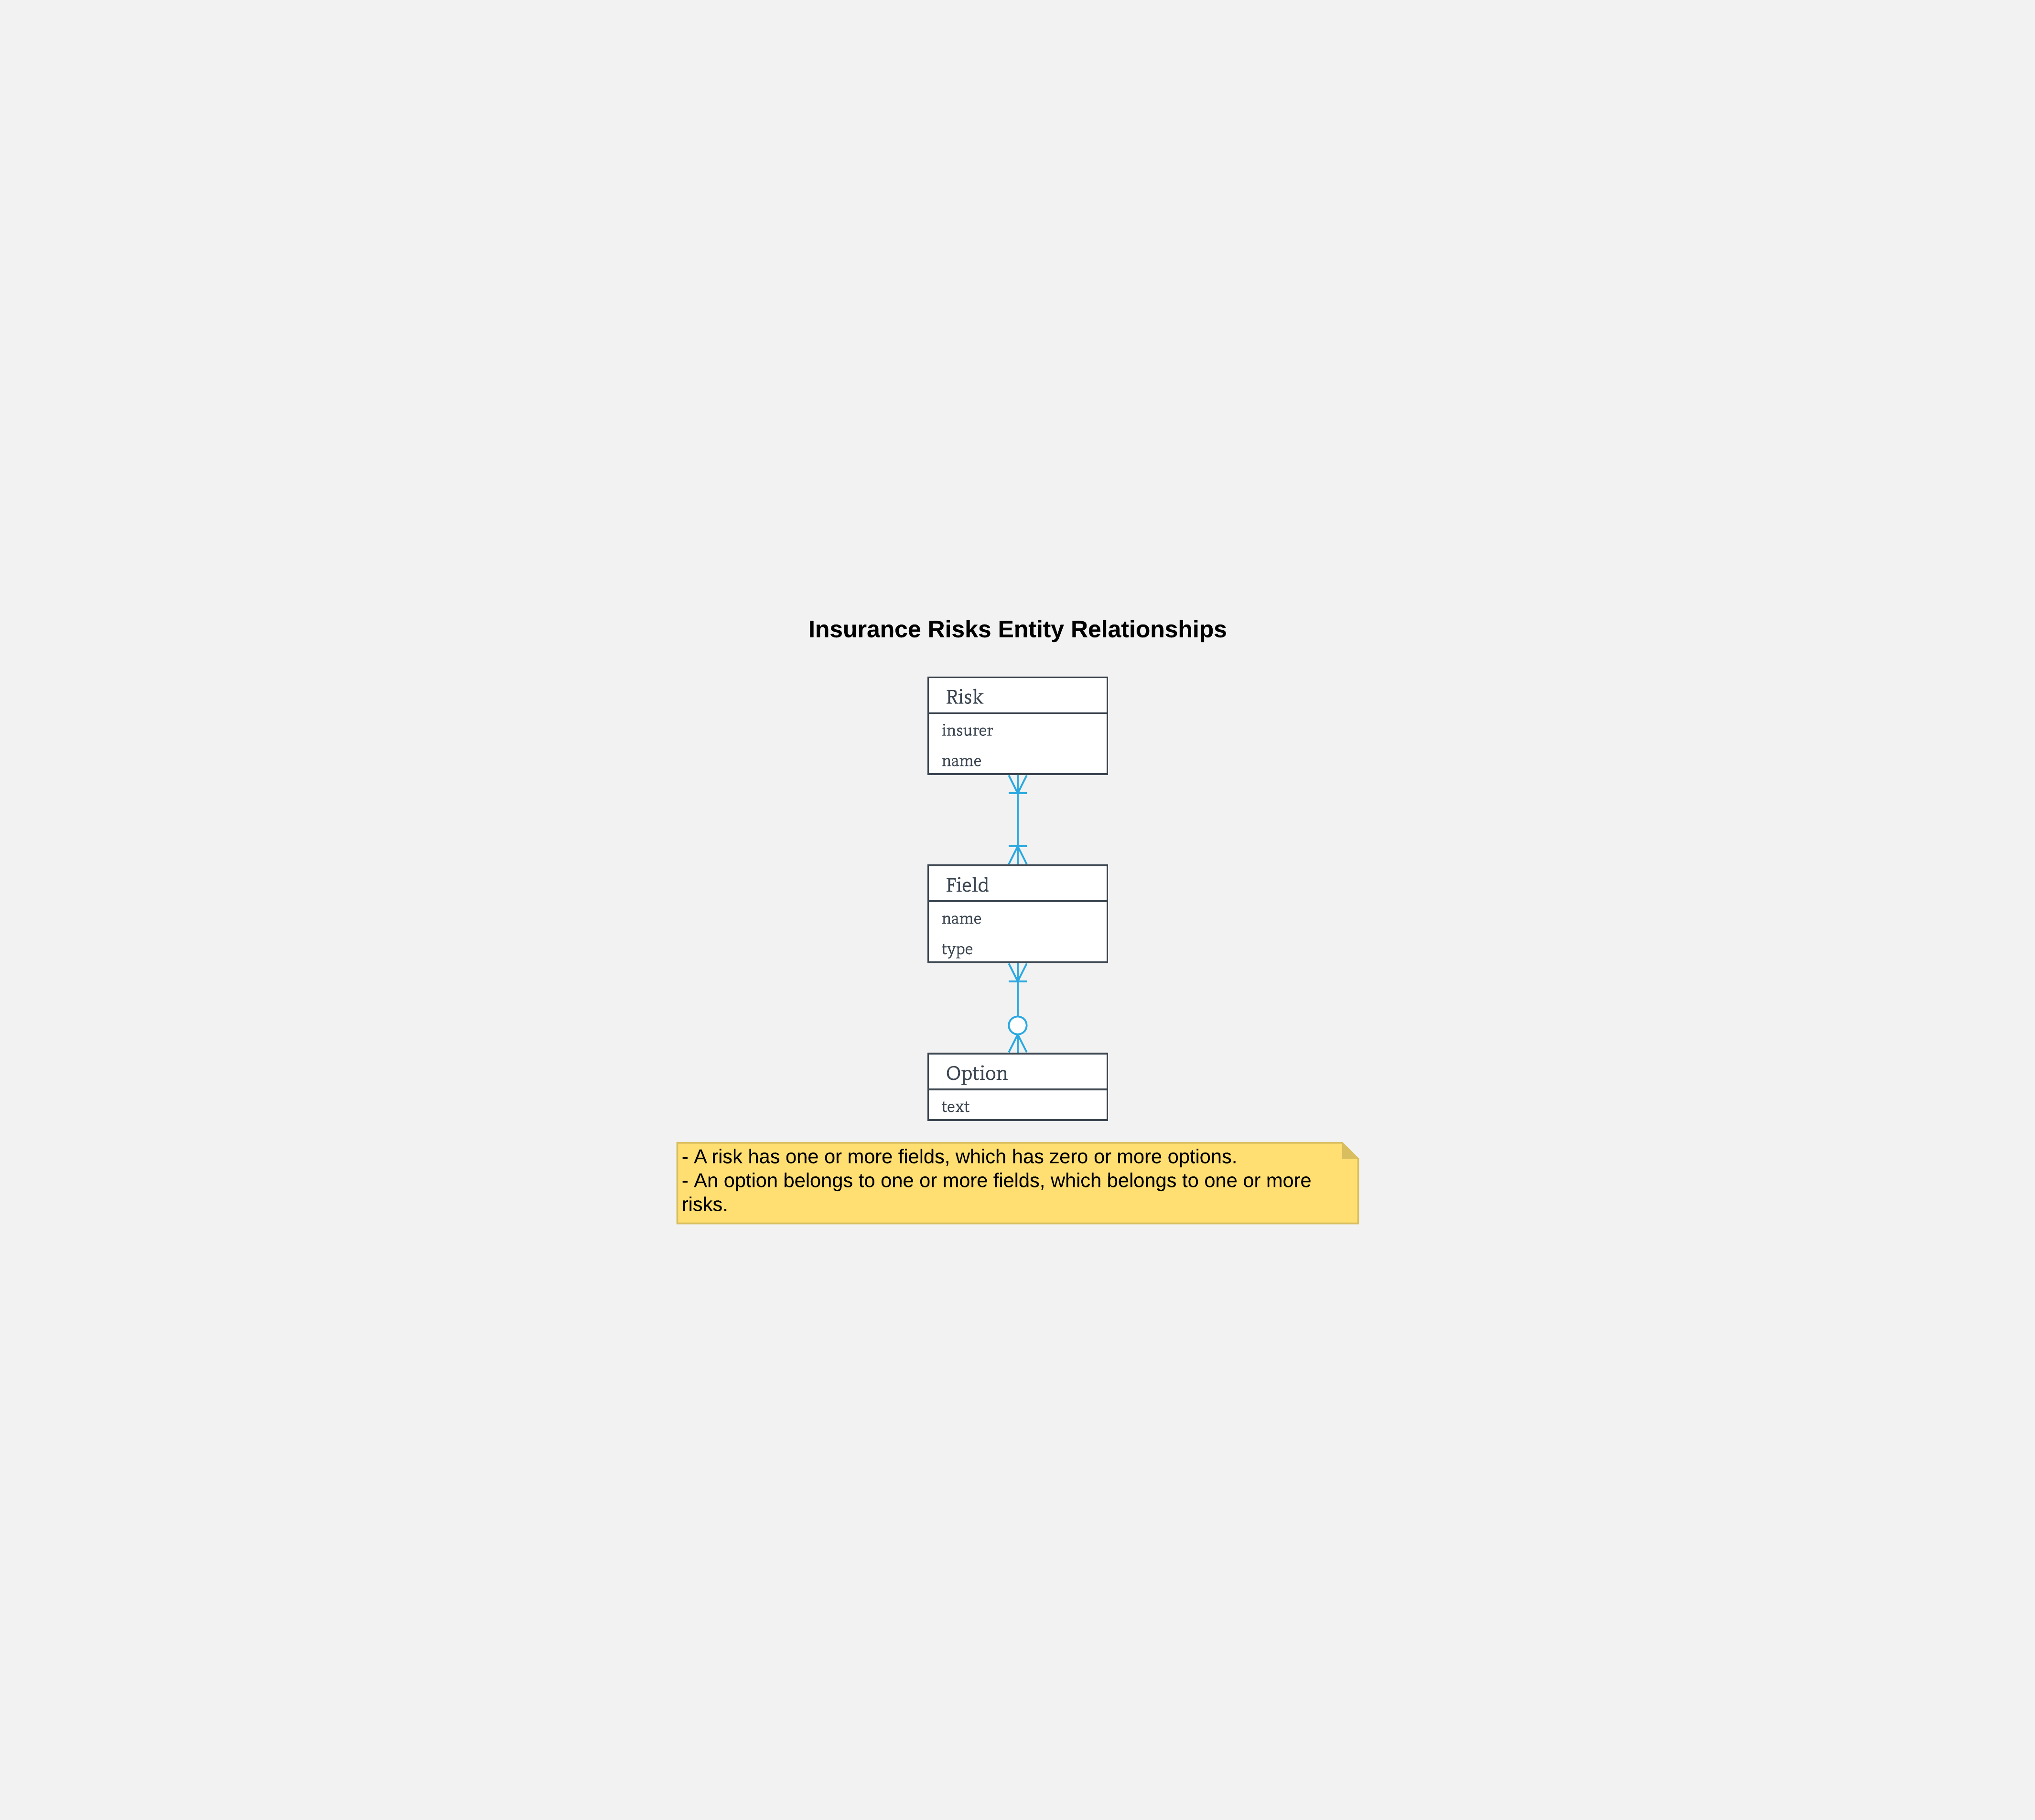 Insurance Risks Entity Relationships
Risk
insurer
name
Field
name
type
Option
text
- A risk has one or more fields, which has zero or more options.
- An option belongs to one or more fields, which belongs to one or more
risks.